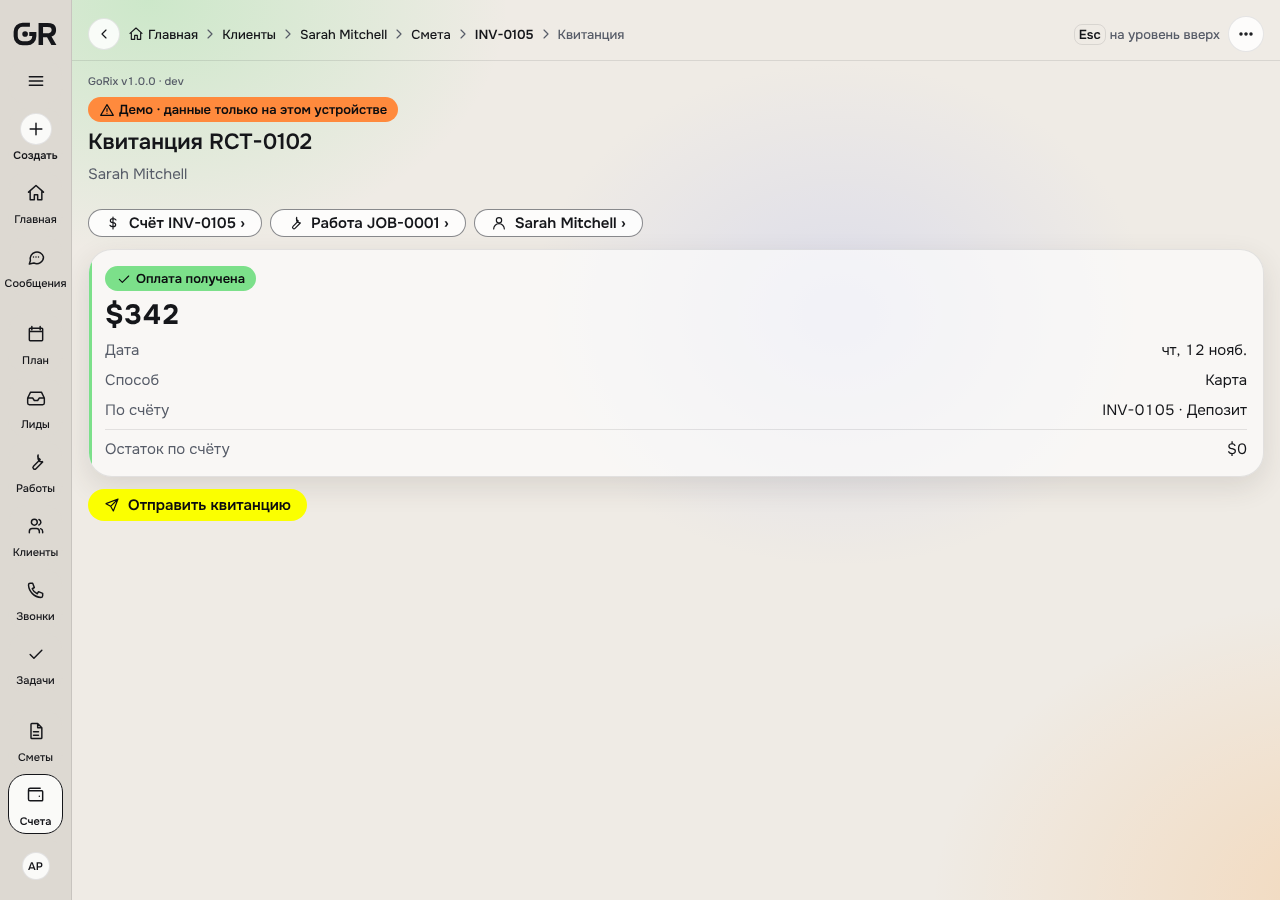 GR
Главная
Клиенты
Sarah Mitchell
Смета
INV-0105
Квитанция
Esc на уровень вверх
GoRix v1.0.0 · dev
Демо · данные только на этом устройстве
Квитанция RCT-0102
Sarah Mitchell
$ Счёт INV-0105 ›
Работа JOB-0001 ›
Sarah Mitchell ›
Оплата получена
$342
Дата чт, 12 нояб.
Способ Карта
По счёту INV-0105 · Депозит
Остаток по счёту $0
Отправить квитанцию
Создать
Главная
Сообщения
План
Лиды
Работы
Клиенты
Звонки
Задачи
Сметы
Счета
AP